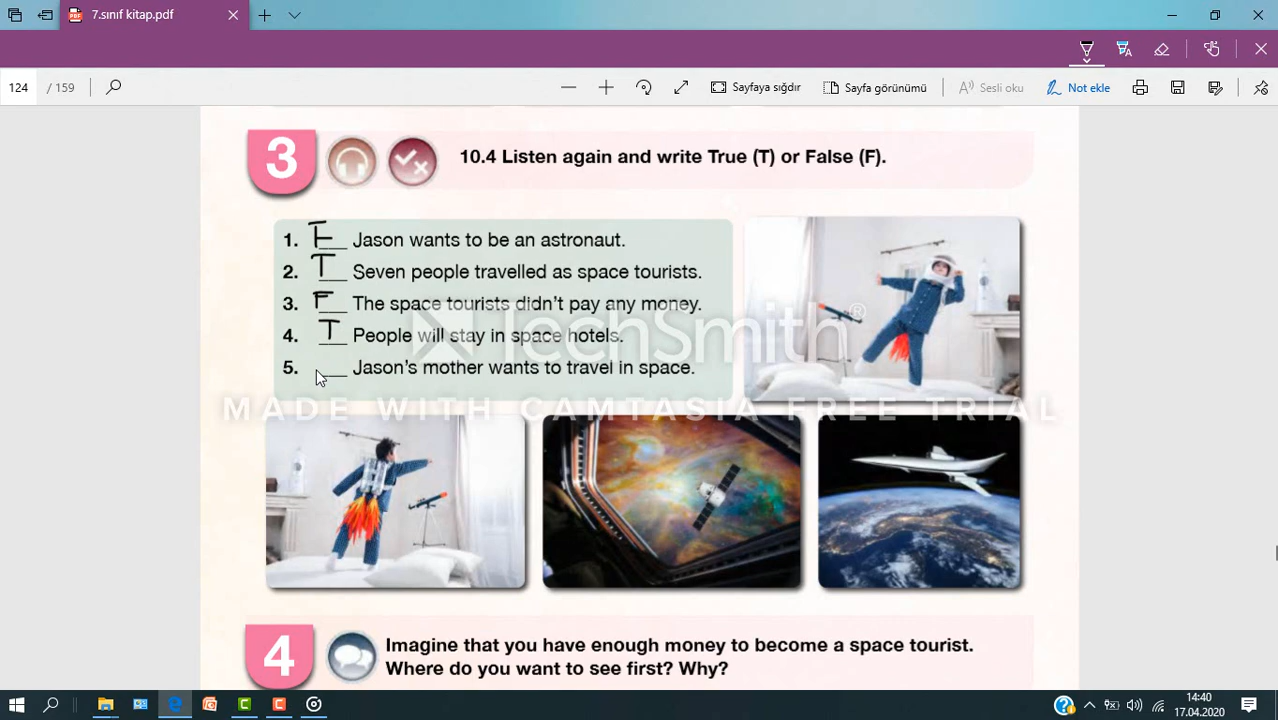 7.sınıf kitap.pdf
124 / 159
Sayfaya sığdır
Sayfa görünümü
Sesli oku
Not ekle
3
10.4 Listen again and write True (T) or False (F).
1. F Jason wants to be an astronaut.
2. T Seven people travelled as space tourists.
3. F The space tourists didn't pay any money.
4. T People will stay in space hotels.
5. ___ Jason's mother wants to travel in space.
TechSmith®
MADE WITH CAMTASIA FREE TRIAL
4
Imagine that you have enough money to become a space tourist.
Where do you want to see first? Why?
14:40
17.04.2020